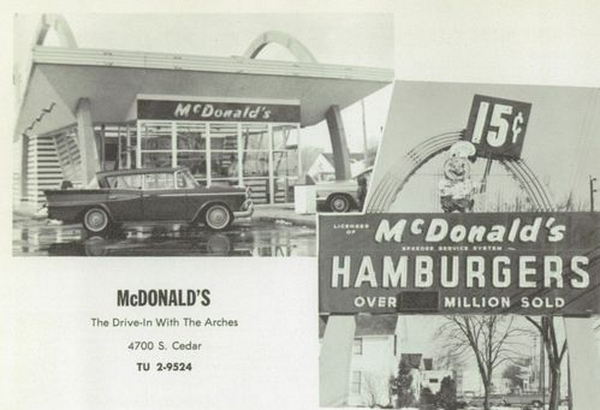 McDonald's
15¢
LICENSEE
OF
McDonald's
SPEEDEE SERVICE SYSTEM
HAMBURGERS
OVER MILLION SOLD
McDONALD'S
The Drive-In With The Arches
4700 S. Cedar
TU 2-9524